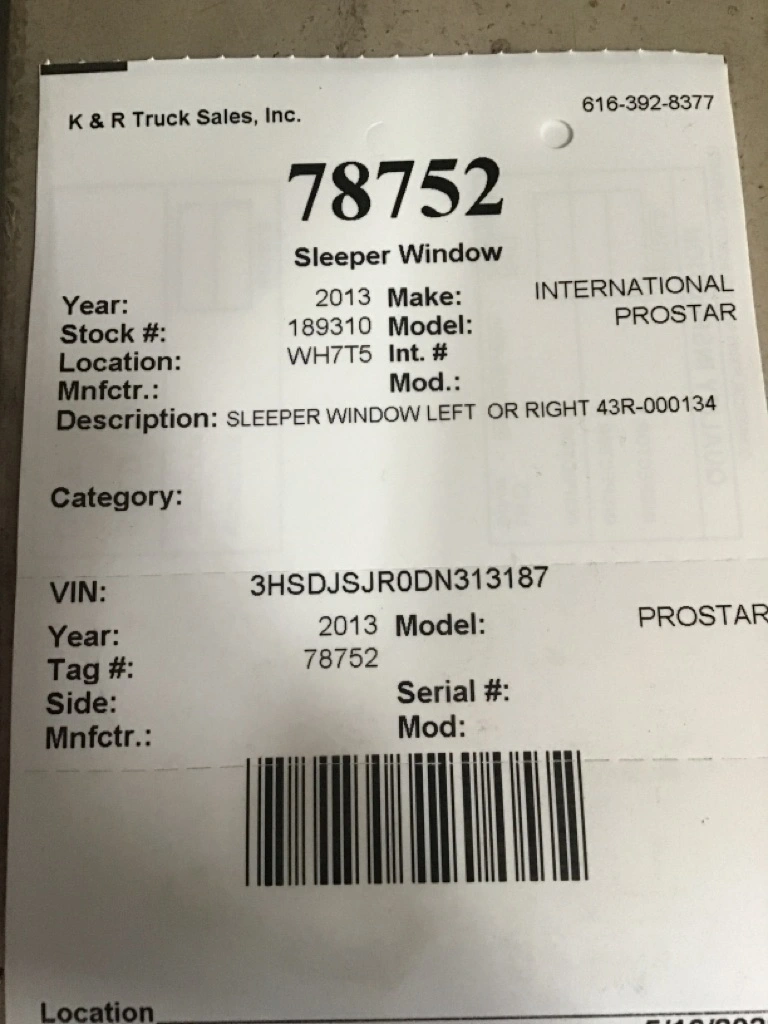 K & R Truck Sales, Inc. 616-392-8377
78752
Sleeper Window
Year: 2013 Make: INTERNATIONAL
Stock #: 189310 Model: PROSTAR
Location: WH7T5 Int. #
Mnfctr.: Mod.:
Description: SLEEPER WINDOW LEFT OR RIGHT 43R-000134
Category:
VIN: 3HSDJSJR0DN313187
Year: 2013 Model: PROSTAR
Tag #: 78752
Side: Serial #:
Mnfctr.: Mod:
Location